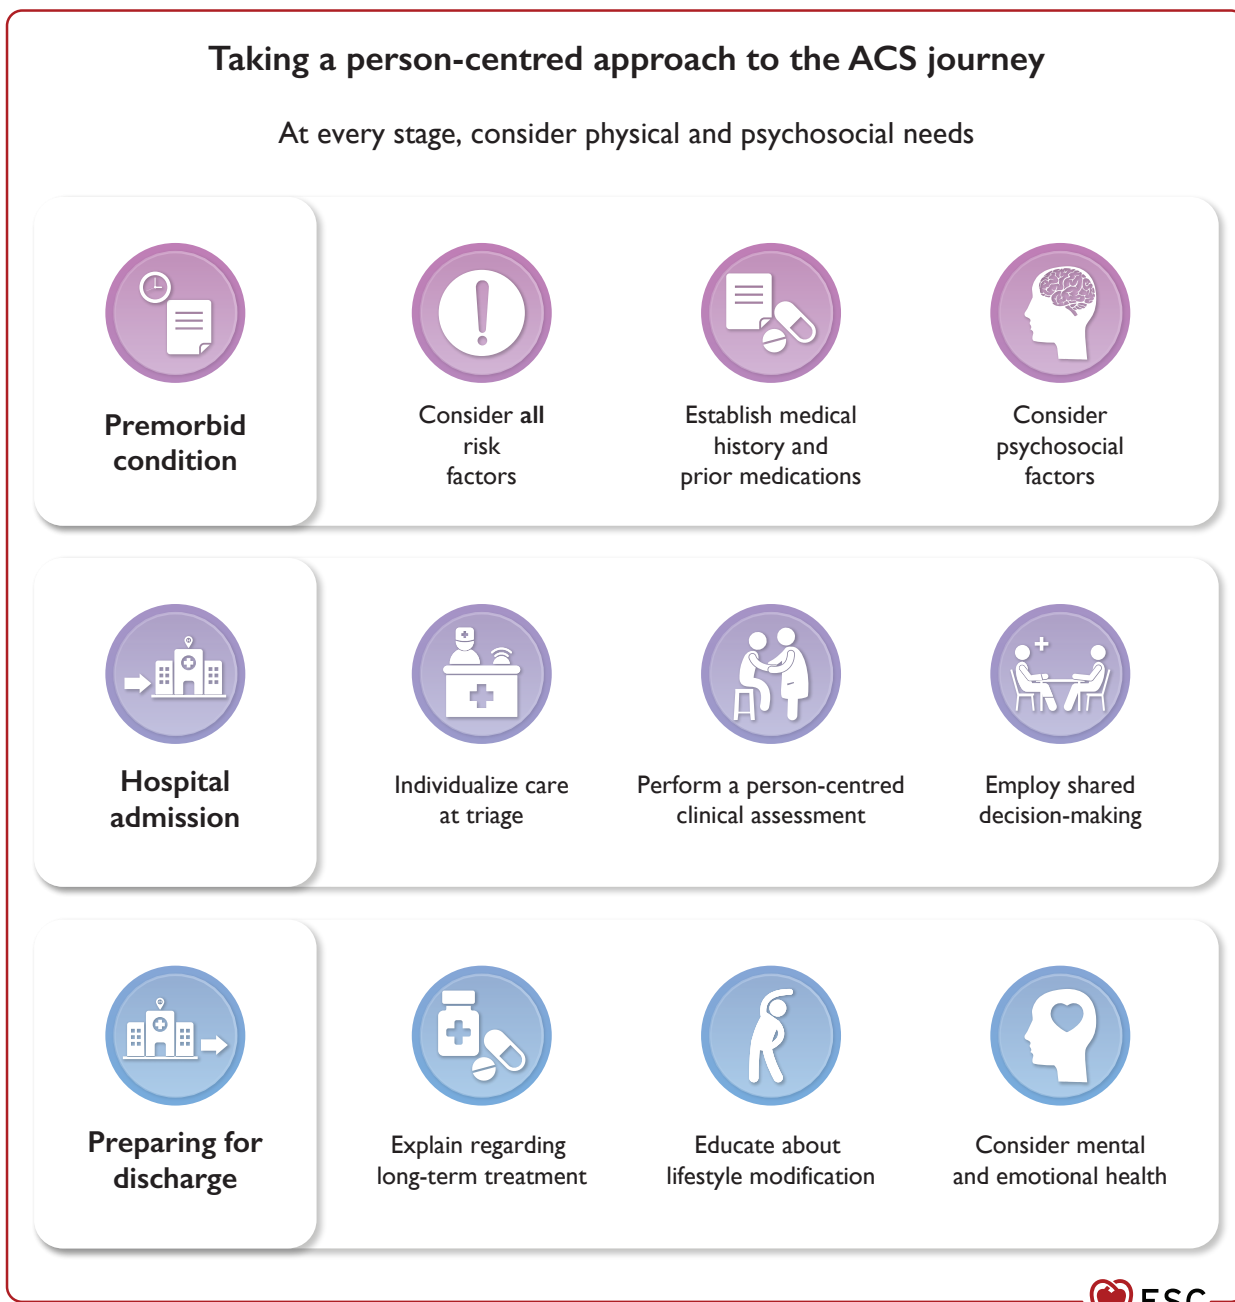 Taking a person-centred approach to the ACS journey
At every stage, consider physical and psychosocial needs
Premorbid
condition
Consider all
risk
factors
Establish medical
history and
prior medications
Consider
psychosocial
factors
Hospital
admission
Individualize care
at triage
Perform a person-centred
clinical assessment
Employ shared
decision-making
Preparing for
discharge
Explain regarding
long-term treatment
Educate about
lifestyle modification
Consider mental
and emotional health
ESC